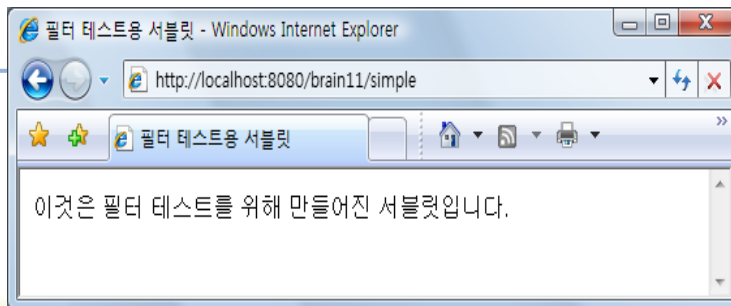 필터 테스트용 서블릿 - Windows Internet Explorer
http://localhost:8080/brain11/simple
필터 테스트용 서블릿
이것은 필터 테스트를 위해 만들어진 서블릿입니다.